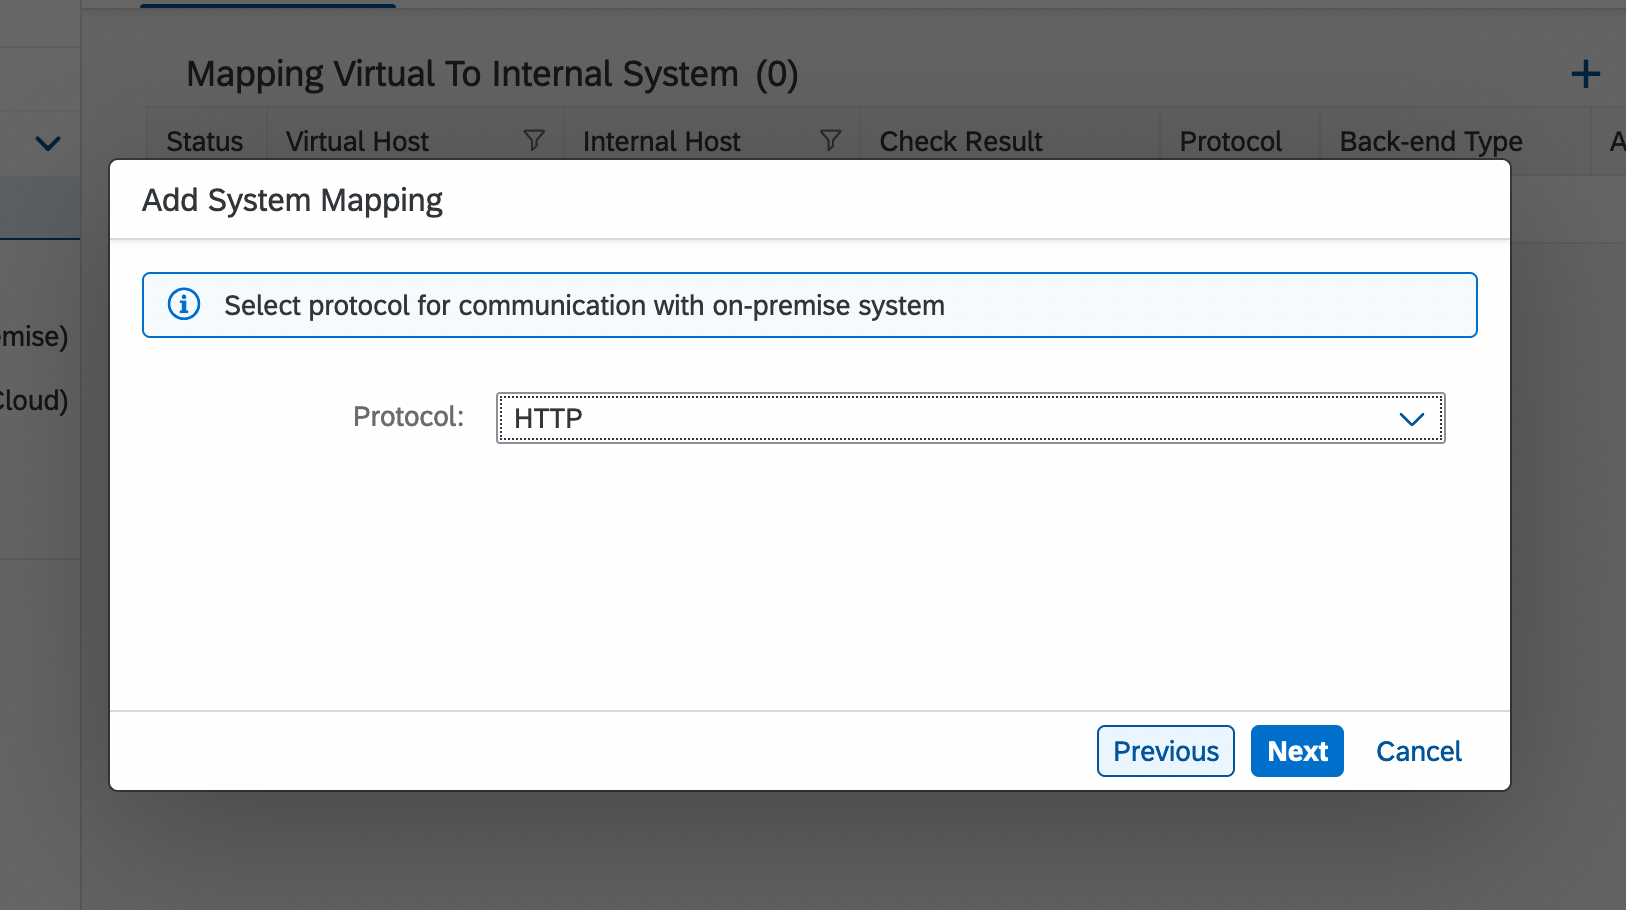 Mapping Virtual To Internal System (0)
Status Virtual Host Internal Host Check Result Protocol Back-end Type A
Add System Mapping
Select protocol for communication with on-premise system
emise)
Cloud)
Protocol: HTTP
Previous Next Cancel